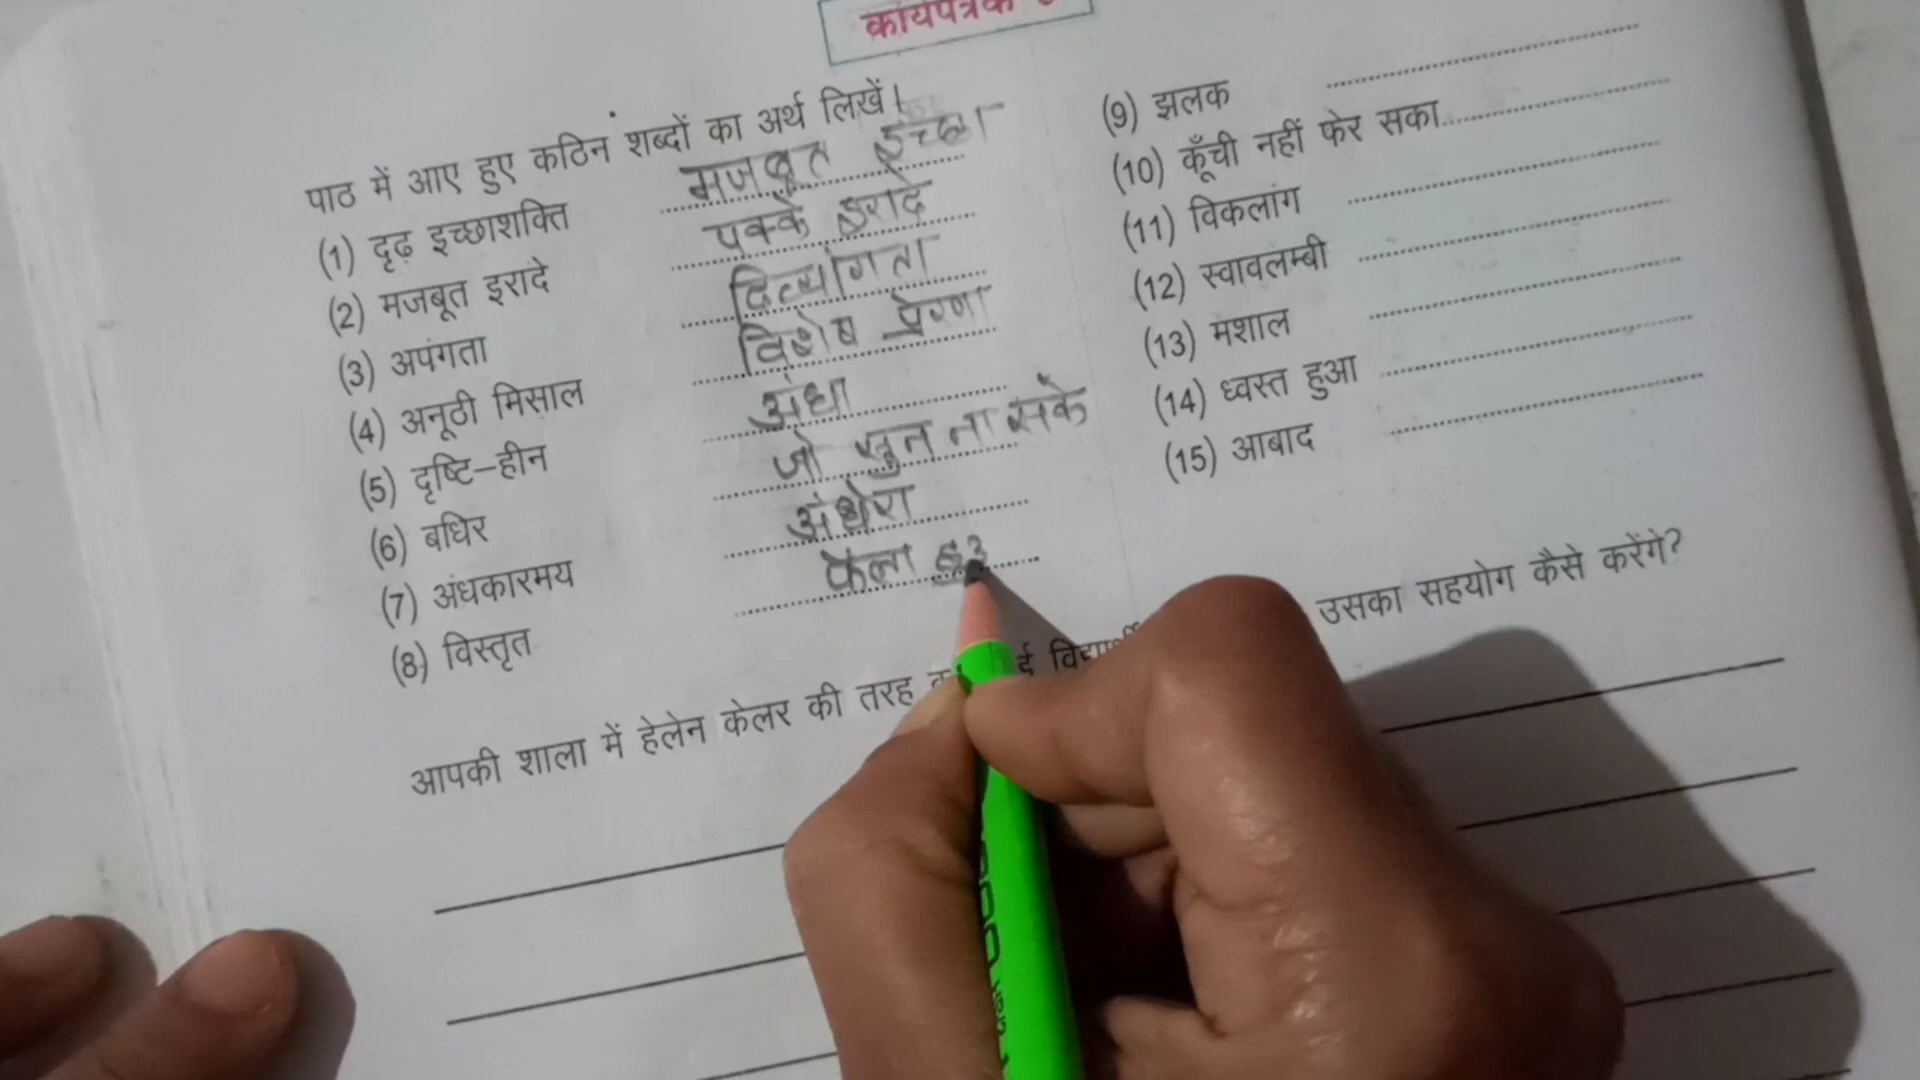 कार्यपत्रक
पाठ में आए हुए कठिन शब्दों का अर्थ लिखें।
(1) दृढ़ इच्छाशक्ति मजबूत इच्छा
(2) मजबूत इरादे पक्के इरादे
(3) अपंगता दिव्यांगता
(4) अनूठी मिसाल विशेष प्रेरणा
(5) दृष्टि-हीन अंधा
(6) बधिर जो सुन ना सके
(7) अंधकारमय अंधेरा
(8) विस्तृत फैला
(9) झलक
(10) कूँची नहीं फेर सका
(11) विकलांग
(12) स्वावलम्बी
(13) मशाल
(14) ध्वस्त हुआ
(15) आबाद
आपकी शाला में हेलेन केलर की तरह उसका सहयोग कैसे करेंगे?